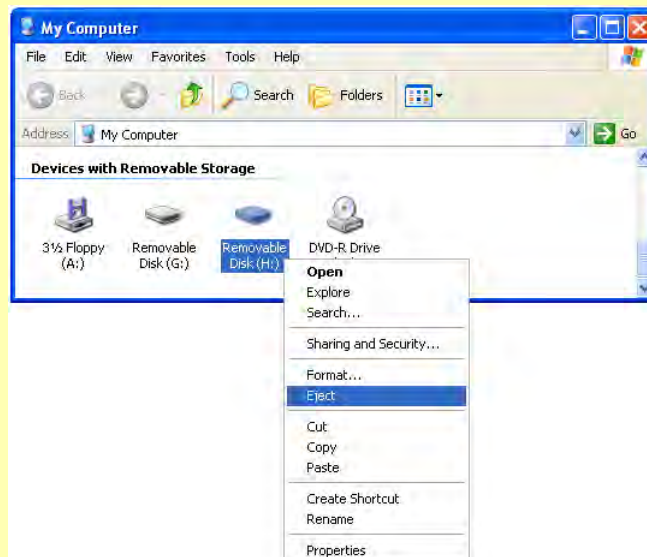 My Computer
File Edit View Favorites Tools Help
Back Search Folders
Address My Computer Go
Devices with Removable Storage
3½ Floppy (A:)
Removable Disk (G:)
Removable Disk (H:)
DVD-R Drive
Open
Explore
Search...
Sharing and Security...
Format...
Eject
Cut
Copy
Paste
Create Shortcut
Rename
Properties